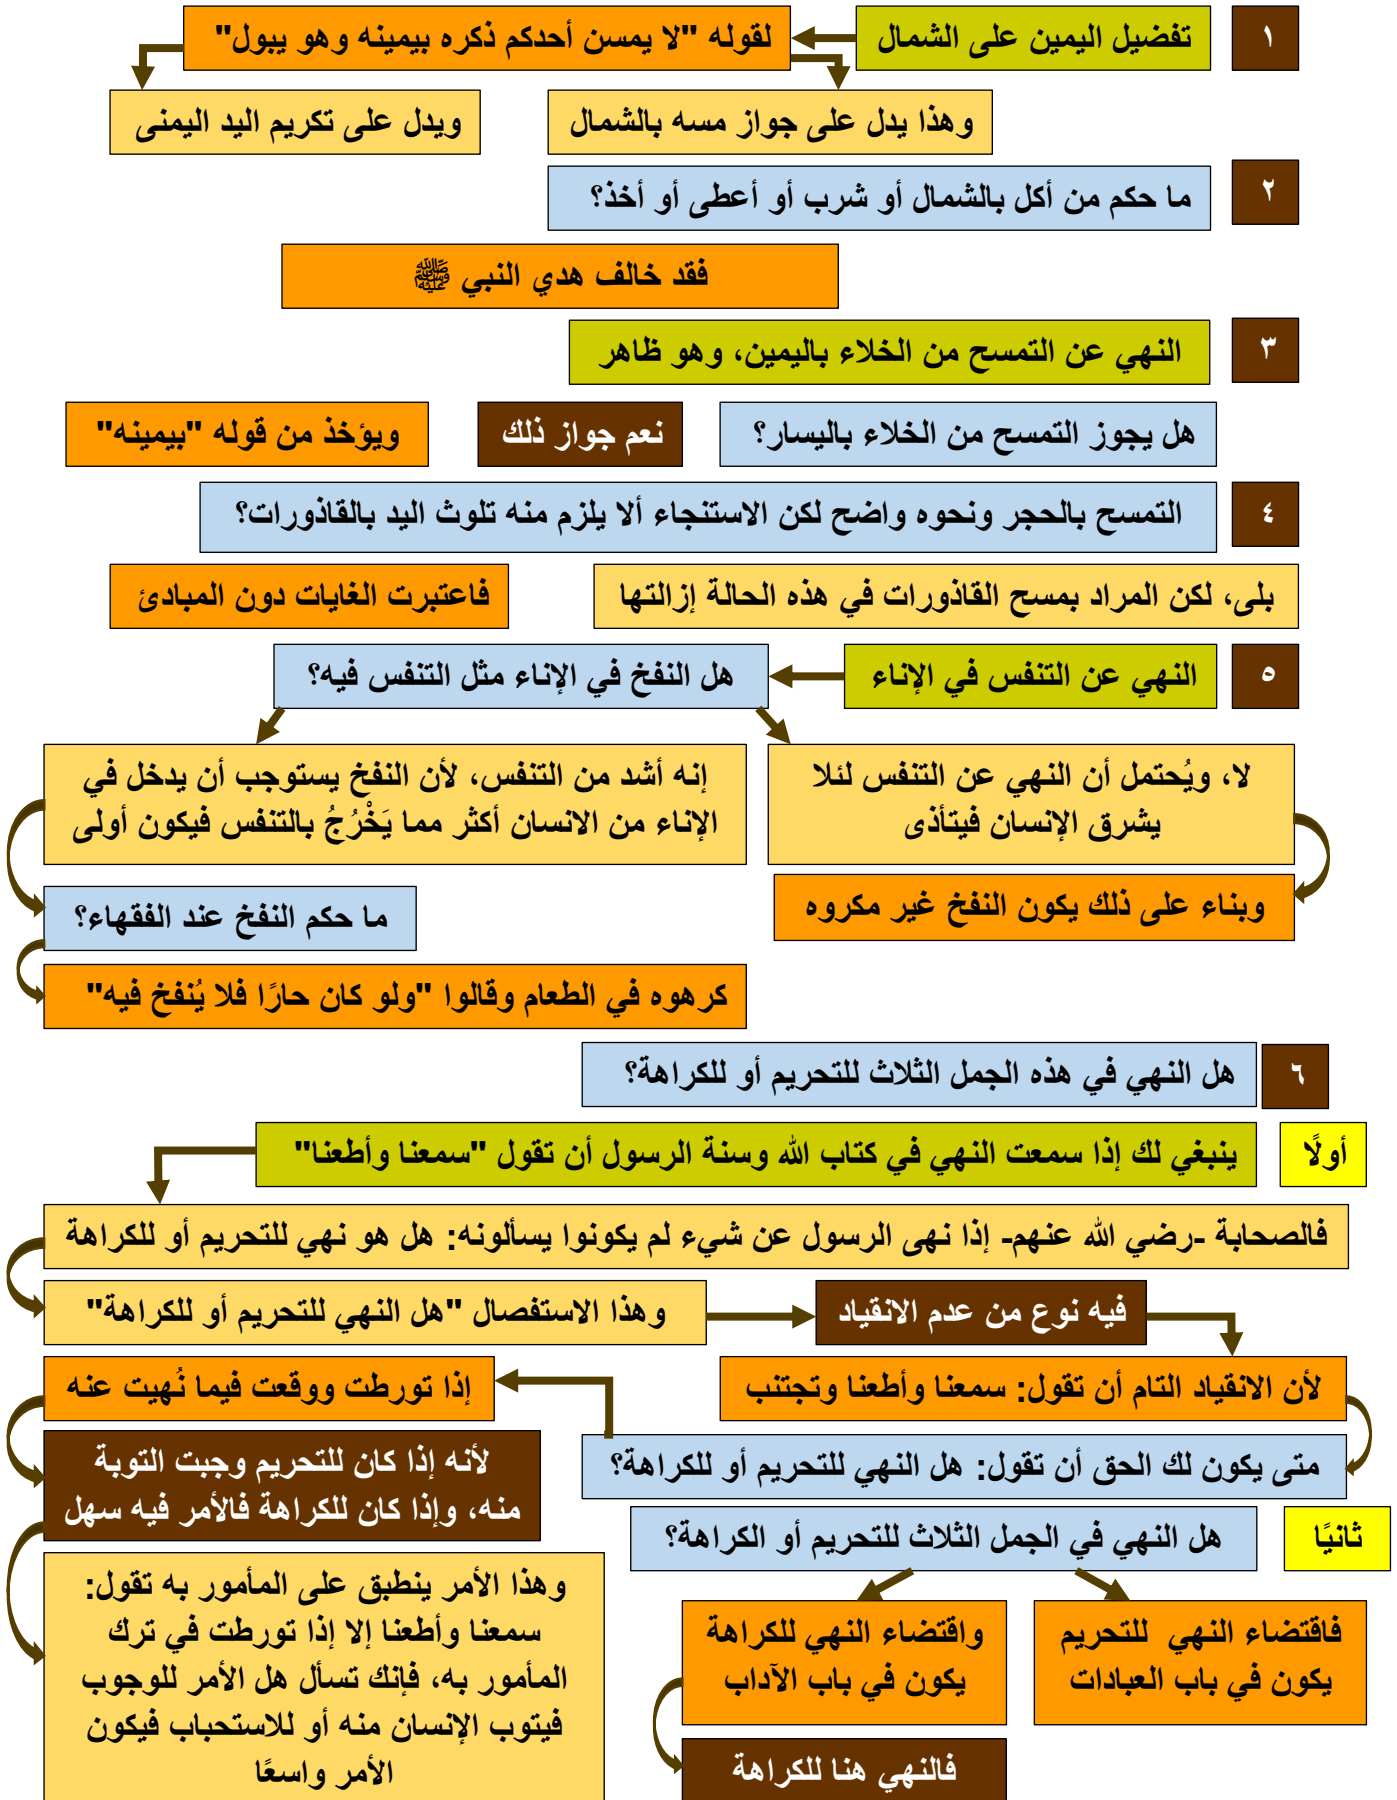 ١
تفضيل اليمين على الشمال
لقوله "لا يمسن أحدكم ذكره بيمينه وهو يبول"
وهذا يدل على جواز مسه بالشمال
ويدل على تكريم اليد اليمنى
٢
ما حكم من أكل بالشمال أو شرب أو أعطى أو أخذ؟
فقد خالف هدي النبي ﷺ
٣
النهي عن التمسح من الخلاء باليمين، وهو ظاهر
هل يجوز التمسح من الخلاء باليسار؟
نعم جواز ذلك
ويؤخذ من قوله "بيمينه"
٤
التمسح بالحجر ونحوه واضح لكن الاستنجاء ألا يلزم منه تلوث اليد بالقاذورات؟
بلى، لكن المراد بمسح القاذورات في هذه الحالة إزالتها
فاعتبرت الغايات دون المبادئ
٥
النهي عن التنفس في الإناء
هل النفخ في الإناء مثل التنفس فيه؟
لا، ويُحتمل أن النهي عن التنفس لئلا
يشرق الإنسان فيتأذى
إنه أشد من التنفس، لأن النفخ يستوجب أن يدخل في
الإناء من الانسان أكثر مما يَخْرُجُ بالتنفس فيكون أولى
وبناء على ذلك يكون النفخ غير مكروه
ما حكم النفخ عند الفقهاء؟
كرهوه في الطعام وقالوا "ولو كان حارًا فلا يُنفخ فيه"
٦
هل النهي في هذه الجمل الثلاث للتحريم أو للكراهة؟
أولًا
ينبغي لك إذا سمعت النهي في كتاب الله وسنة الرسول أن تقول "سمعنا وأطعنا"
فالصحابة -رضي الله عنهم- إذا نهى الرسول عن شيء لم يكونوا يسألونه: هل هو نهي للتحريم أو للكراهة
وهذا الاستفصال "هل النهي للتحريم أو للكراهة"
فيه نوع من عدم الانقياد
لأن الانقياد التام أن تقول: سمعنا وأطعنا وتجتنب
إذا تورطت ووقعت فيما نُهيت عنه
متى يكون لك الحق أن تقول: هل النهي للتحريم أو للكراهة؟
لأنه إذا كان للتحريم وجبت التوبة
منه، وإذا كان للكراهة فالأمر فيه سهل
ثانيًا
هل النهي في الجمل الثلاث للتحريم أو الكراهة؟
وهذا الأمر ينطبق على المأمور به تقول:
سمعنا وأطعنا إلا إذا تورطت في ترك
المأمور به، فإنك تسأل هل الأمر للوجوب
فيتوب الإنسان منه أو للاستحباب فيكون
الأمر واسعًا
فاقتضاء النهي للتحريم
يكون في باب العبادات
واقتضاء النهي للكراهة
يكون في باب الآداب
فالنهي هنا للكراهة